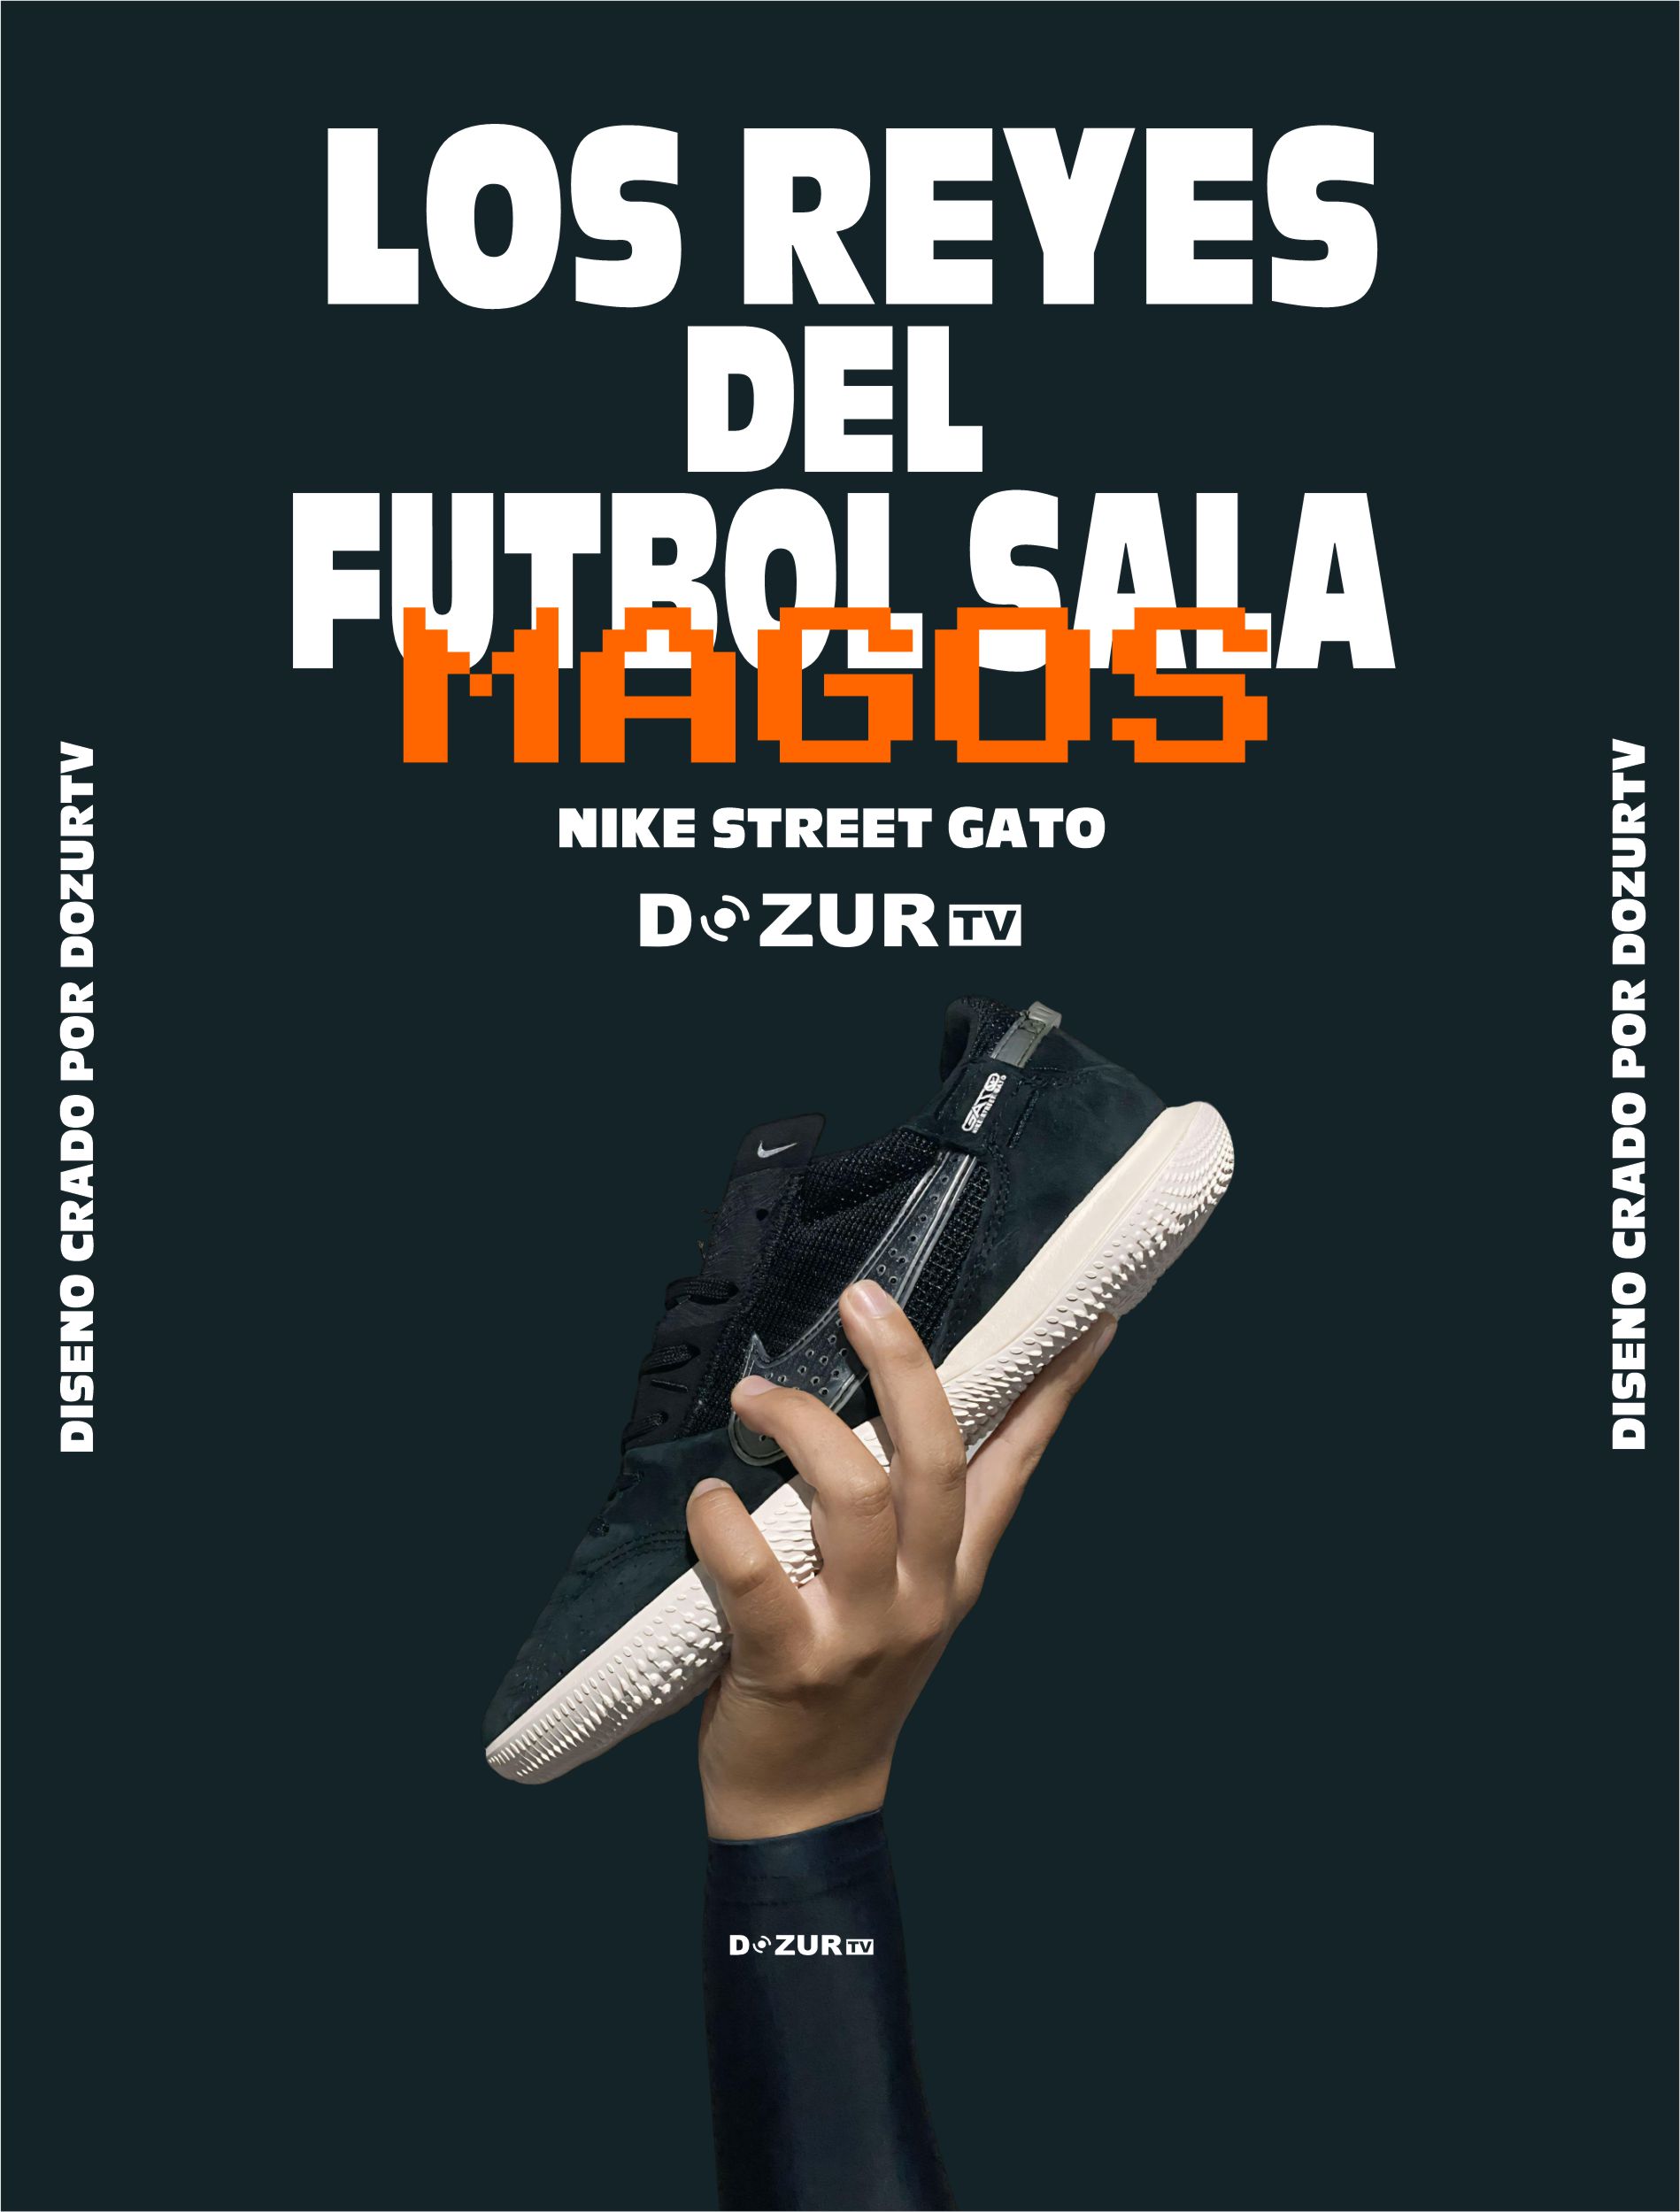 LOS REYES
DEL
FUTBOL SALA
MAGOS
NIKE STREET GATO
DOZUR TV
DISENO CRADO POR DOZURTV
DISENO CRADO POR DOZURTV
GATO
DOZUR TV